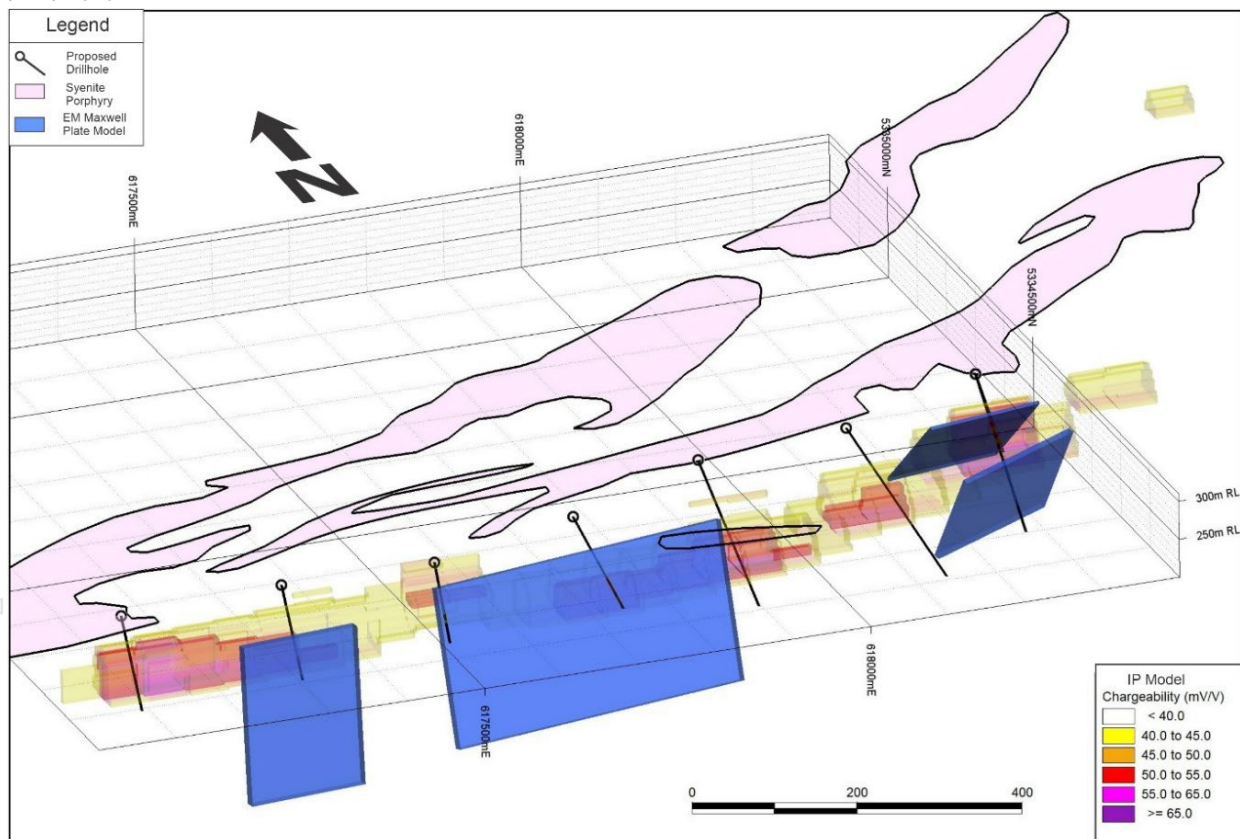 Legend
Proposed
Drillhole
Syenite
Porphyry
EM Maxwell
Plate Model
N
617500mE
618000mE
5335000mN
5334500mN
300m RL
250m RL
617500mE
618000mE
0 200 400
IP Model
Chargeability (mV/V)
< 40.0
40.0 to 45.0
45.0 to 50.0
50.0 to 55.0
55.0 to 65.0
>= 65.0